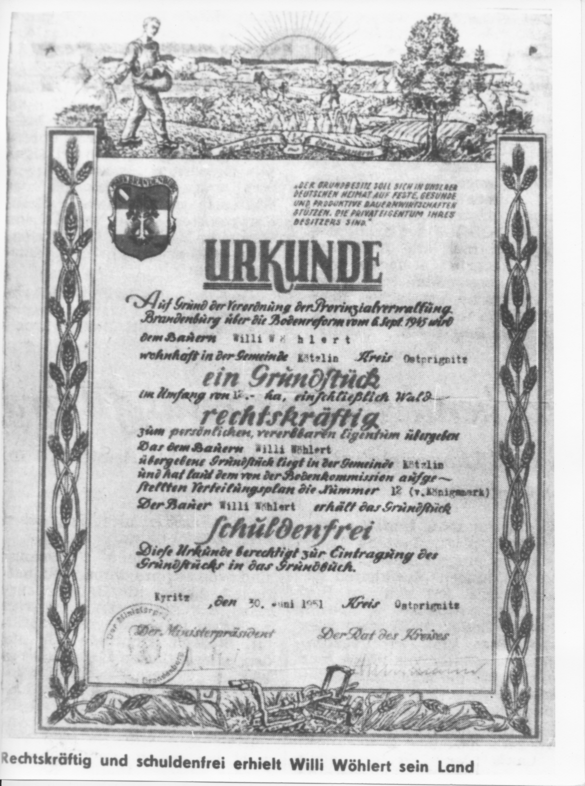 „DER GRUNDBESITZ SOLL SICH IN UNSERER
DEUTSCHEN HEIMAT AUF FESTE, GESUNDE
UND PRODUKTIVE BAUERNWIRTSCHAFTEN
STÜTZEN, DIE PRIVATEIGENTUM IHRES
BESITZERS SIND."
URKUNDE
Auf Grund der Verordnung der Provinzialverwaltung
Brandenburg über die Bodenreform vom 6. Sept. 1945 wird
dem Bauern Willi Wöhlert
wohnhaft in der Gemeinde Kötzlin Kreis Ostprignitz
ein Grundstück
im Umfang von 12.- ha, einschließlich Wald
rechtskräftig
zum persönlichen, vererbbaren Eigentum übergeben
Das dem Bauern Willi Wöhlert
übergebene Grundstück liegt in der Gemeinde Kötzlin
und hat laut dem von der Bodenkommission aufge-
stellten Verteilungsplan die Nummer 12 (v.Königsmark)
Der Bauer Willi Wöhlert erhält das Grundstück
schuldenfrei
Diese Urkunde berechtigt zur Eintragung des
Grundstücks in das Grundbuch.
Kyritz, den 30. Juni 1951 Kreis Ostprignitz
Der Ministerpräsident Der Rat des Kreises
Rechtskräftig und schuldenfrei erhielt Willi Wöhlert sein Land